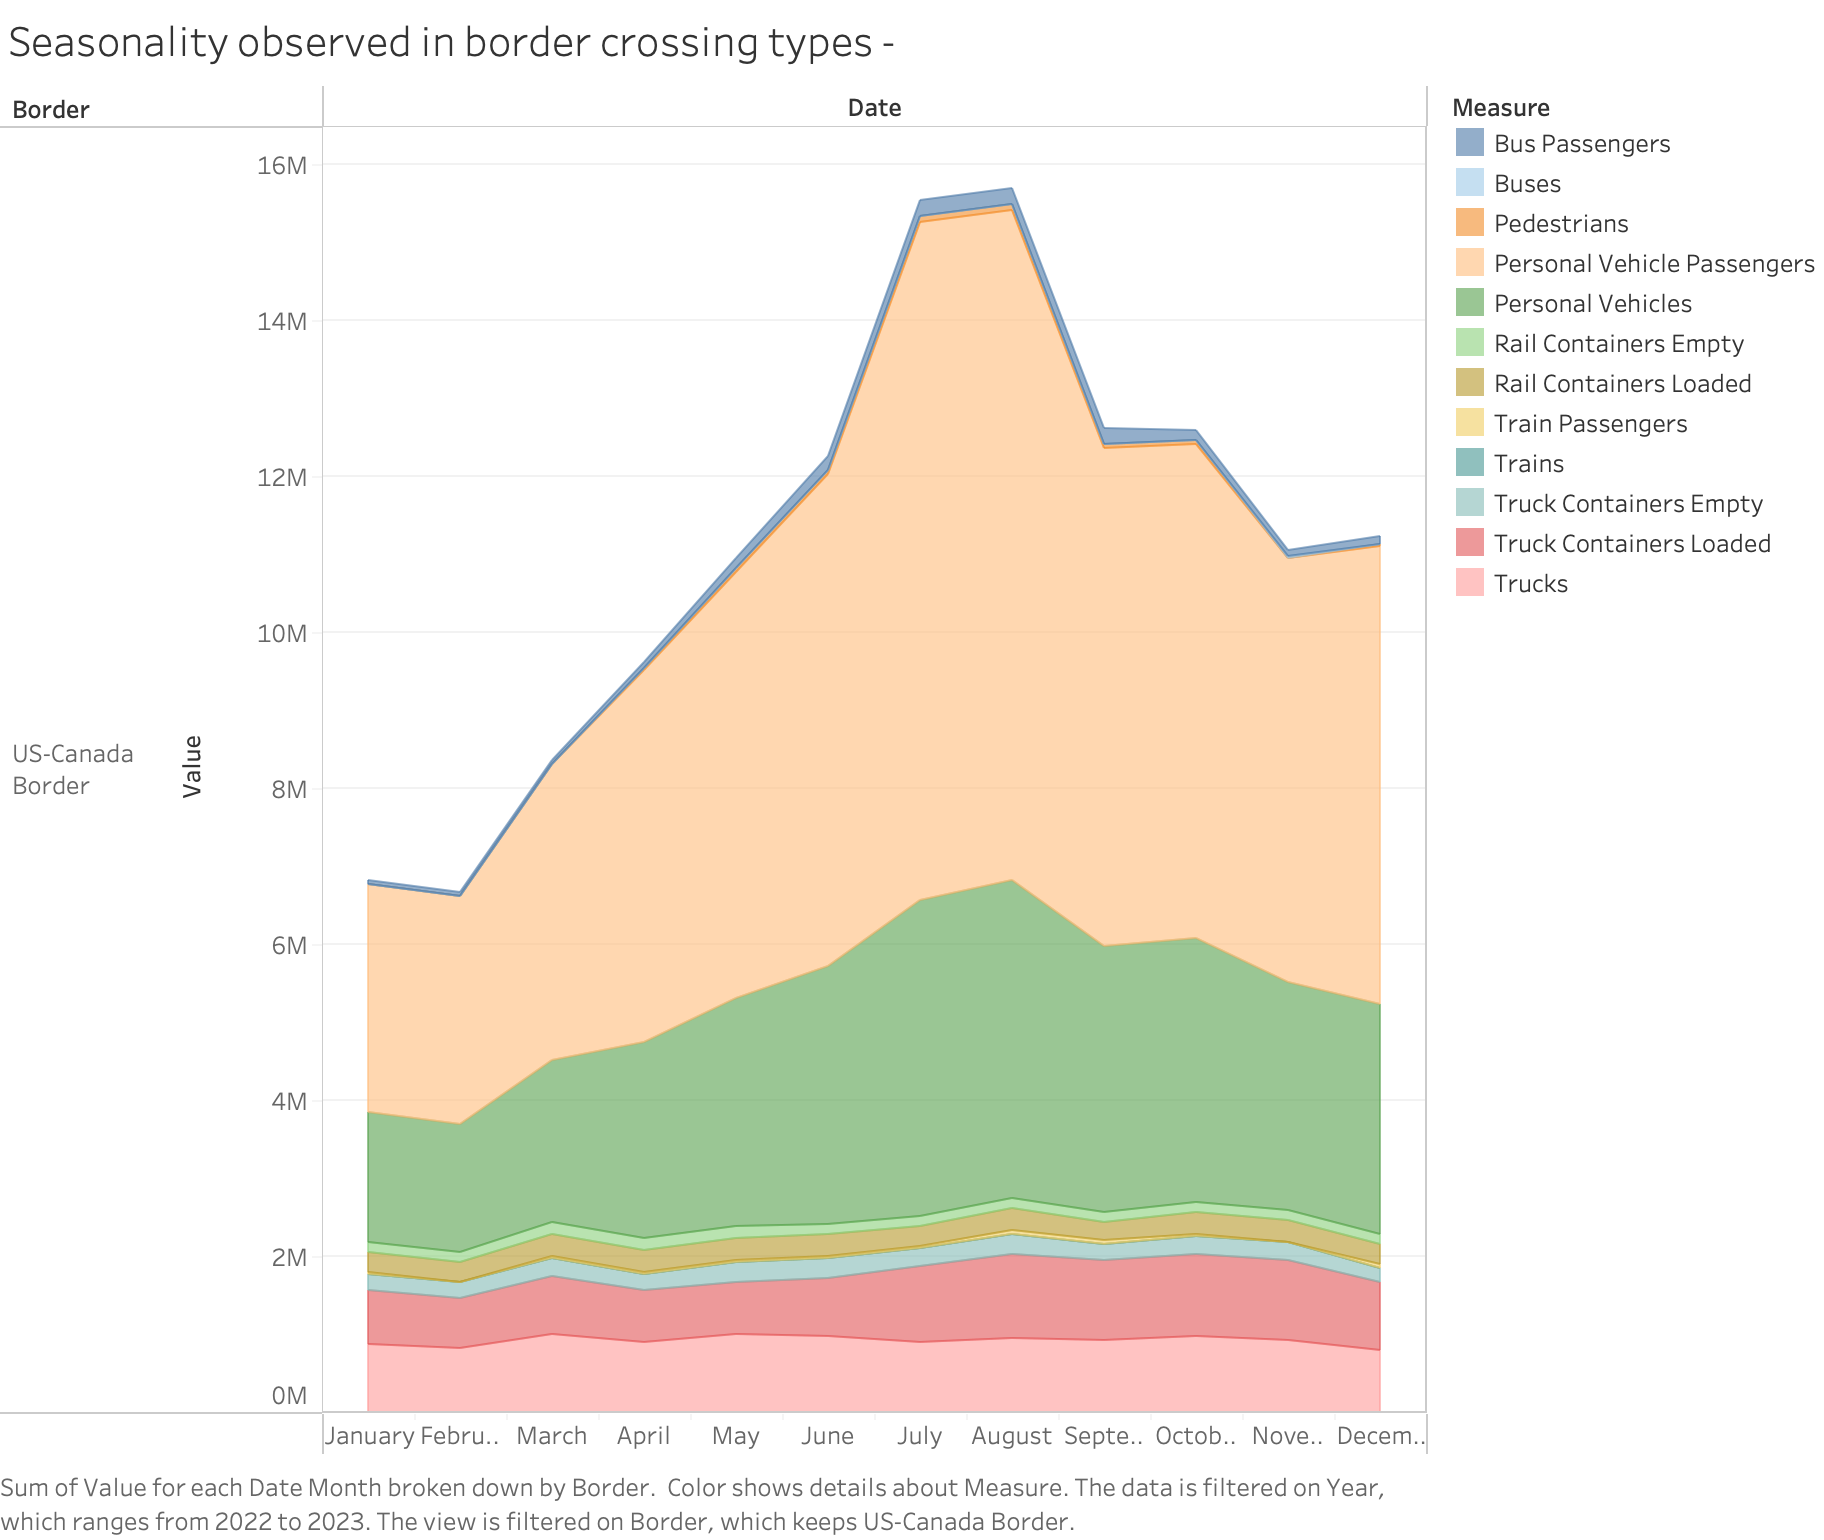 Seasonality observed in border crossing types -
Border
Date
Measure
Bus Passengers
Buses
Pedestrians
Personal Vehicle Passengers
Personal Vehicles
Rail Containers Empty
Rail Containers Loaded
Train Passengers
Trains
Truck Containers Empty
Truck Containers Loaded
Trucks
16M
14M
12M
10M
8M
6M
4M
2M
0M
US-Canada
Border
Value
January Febru.. March April May June July August Septe.. Octob.. Nove.. Decem..
Sum of Value for each Date Month broken down by Border.  Color shows details about Measure. The data is filtered on Year,
which ranges from 2022 to 2023. The view is filtered on Border, which keeps US-Canada Border.